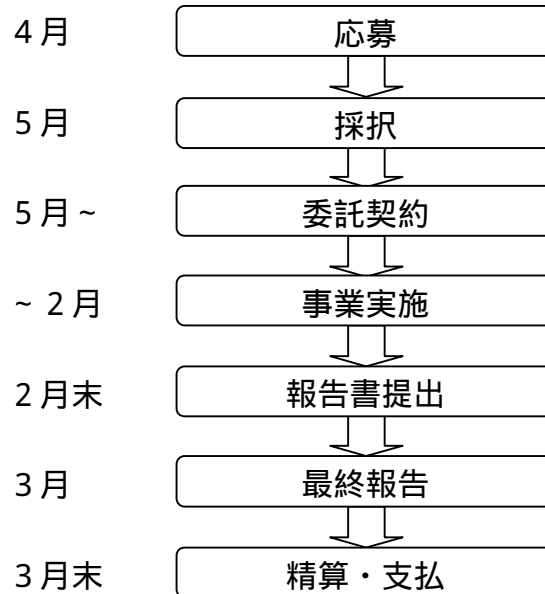 4月 応募
5月 採択
5月~ 委託契約
~ 2月 事業実施
2月末 報告書提出
3月 最終報告
3月末 精算・支払